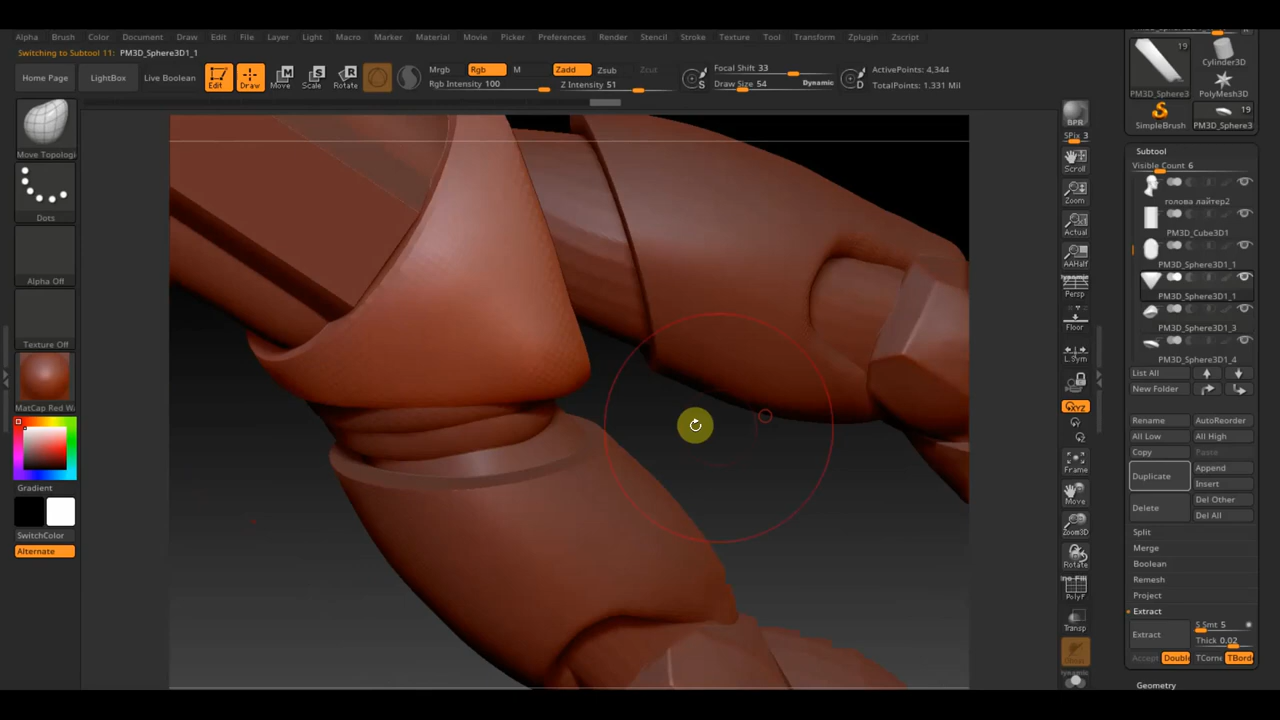 Alpha Brush Color Document Draw Edit File Layer Light Macro Marker Material Movie Picker Preferences Render Stencil Stroke Texture Tool Transform Zplugin Zscript
Switching to Subtool 11: PM3D_Sphere3D1_1
Home Page LightBox Live Boolean Edit Draw Move Scale Rotate
Mrgb Rgb M Zadd Zsub Zcut
Rgb Intensity 100 Z Intensity 51
S Focal Shift 33
Draw Size 54 Dynamic
D ActivePoints: 4,344
TotalPoints: 1.331 Mil
Move Topologi
Dots
Alpha Off
Texture Off
MatCap Red Wa
Gradient
SwitchColor
Alternate
BPR
SPix 3
Scroll
Zoom
Actual
AAHalf
Persp
Floor
L.Sym
XYZ
Frame
Move
Zoom3D
Rotate
PolyF
Transp
19
PM3D_Sphere3
Cylinder3D
PolyMesh3D
SimpleBrush
19
PM3D_Sphere3
Subtool
Visible Count 6
голова лайтер2
PM3D_Cube3D1
PM3D_Sphere3D1_1
PM3D_Sphere3D1_1
PM3D_Sphere3D1_3
PM3D_Sphere3D1_4
List All
New Folder
Rename AutoReorder
All Low All High
Copy Paste
Duplicate Append
Insert
Delete Del Other
Del All
Split
Merge
Boolean
Remesh
Project
Extract
Extract S Smt 5
Thick 0.02
Accept Double TCorne TBorde
Geometry